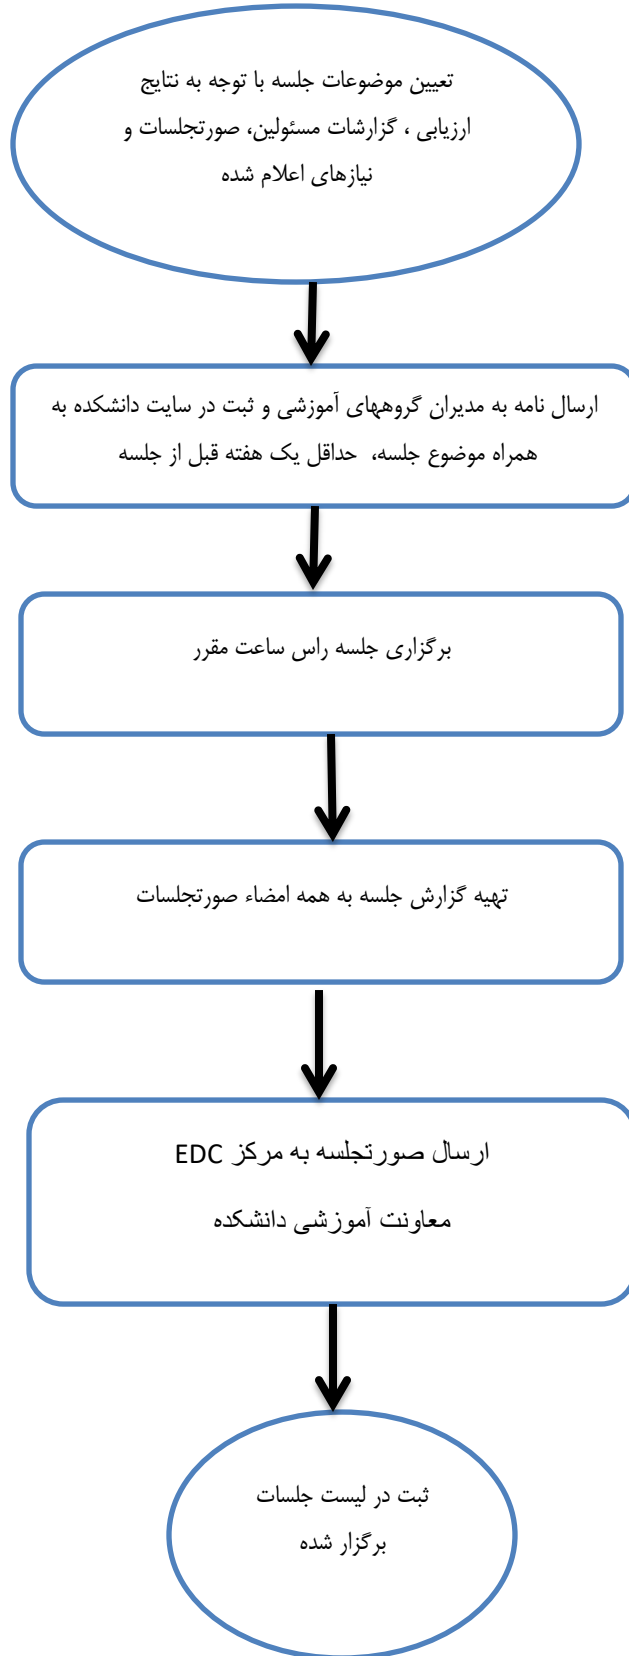 تعیین موضوعات جلسه با توجه به نتایج
ارزیابی ، گزارشات مسئولین، صورتجلسات و
نیازهای اعلام شده
ارسال نامه به مدیران گروههای آموزشی و ثبت در سایت دانشکده به
همراه موضوع جلسه، حداقل یک هفته قبل از جلسه
برگزاری جلسه راس ساعت مقرر
تهیه گزارش جلسه به همه امضاء صورتجلسات
ارسال صورتجلسه به مرکز EDC
معاونت آموزشی دانشکده
ثبت در لیست جلسات
برگزار شده